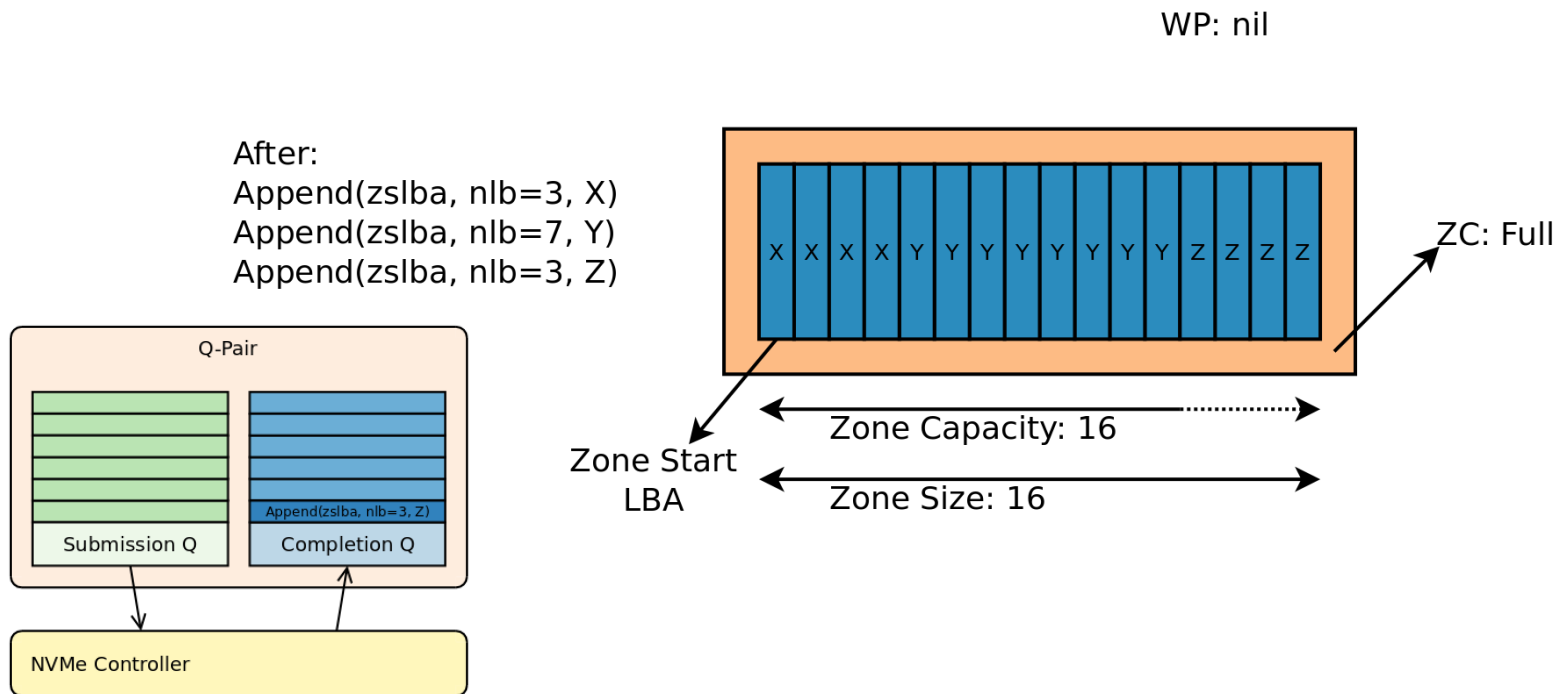 WP: nil
After:
Append(zslba, nlb=3, X)
Append(zslba, nlb=7, Y)
Append(zslba, nlb=3, Z)
X X X X Y Y Y Y Y Y Y Y Z Z Z Z
ZC: Full
Zone Start
LBA
Zone Capacity: 16
Zone Size: 16
Q-Pair
Append(zslba, nlb=3, Z)
Submission Q
Completion Q
NVMe Controller